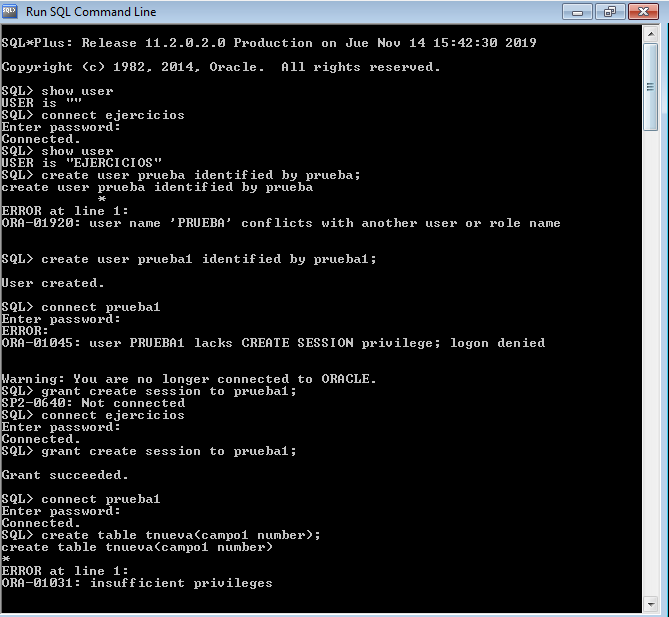 Run SQL Command Line
SQL*Plus: Release 11.2.0.2.0 Production on Jue Nov 14 15:42:30 2019
Copyright (c) 1982, 2014, Oracle.  All rights reserved.
SQL> show user
USER is ""
SQL> connect ejercicios
Enter password:
Connected.
SQL> show user
USER is "EJERCICIOS"
SQL> create user prueba identified by prueba;
create user prueba identified by prueba
*
ERROR at line 1:
ORA-01920: user name 'PRUEBA' conflicts with another user or role name
SQL> create user prueba1 identified by prueba1;
User created.
SQL> connect prueba1
Enter password:
ERROR:
ORA-01045: user PRUEBA1 lacks CREATE SESSION privilege; logon denied
Warning: You are no longer connected to ORACLE.
SQL> grant create session to prueba1;
SP2-0640: Not connected
SQL> connect ejercicios
Enter password:
Connected.
SQL> grant create session to prueba1;
Grant succeeded.
SQL> connect prueba1
Enter password:
Connected.
SQL> create table tnueva(campo1 number);
create table tnueva(campo1 number)
*
ERROR at line 1:
ORA-01031: insufficient privileges